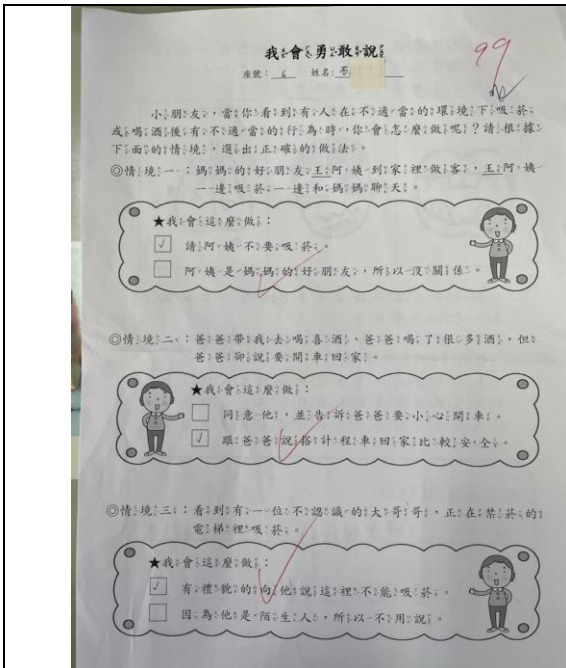 我會勇敢說
99
座號：6 姓名：
小朋友，當你看到有人在不適當的環境下吸菸
或喝酒後有不適當的行為時，你會怎麼做呢？請根據
下面的情境，選出正確的做法。
◎情境一：媽媽的好朋友王阿姨到家裡做客，王阿姨
一邊吸菸一邊和媽媽聊天。
★我會這麼做：
✓ 請阿姨不要吸菸。
□ 阿姨是媽媽的好朋友，所以沒關係。
◎情境二：爸爸帶我去喝喜酒，爸爸喝了很多酒，但
爸爸卻說要開車回家。
★我會這麼做：
□ 同意他，並告訴爸爸要小心開車。
✓ 跟爸爸說搭計程車回家比較安全。
◎情境三：看到有一位不認識的大哥哥，正在禁菸的
電梯裡吸菸。
★我會這麼做：
✓ 有禮貌的向他說這裡不能吸菸。
□ 因為他是陌生人，所以不用說。